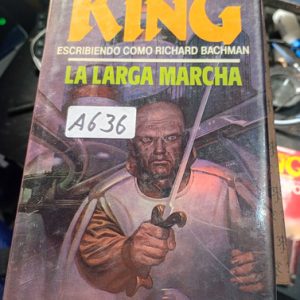 KING
ESCRIBIENDO COMO RICHARD BACHMAN
LA LARGA MARCHA
A636